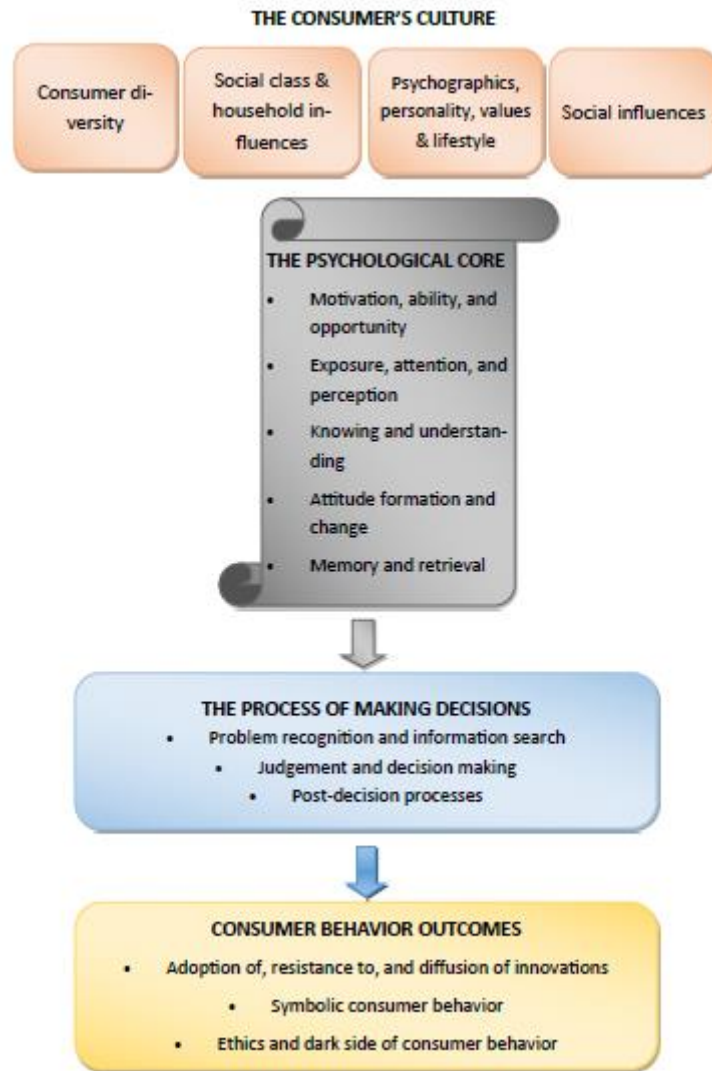 THE CONSUMER'S CULTURE
Consumer di-
versity
Social class &
household in-
fluences
Psychographics,
personality, values
& lifestyle
Social influences
THE PSYCHOLOGICAL CORE
• Motivation, ability, and
opportunity
• Exposure, attention, and
perception
• Knowing and understan-
ding
• Attitude formation and
change
• Memory and retrieval
THE PROCESS OF MAKING DECISIONS
• Problem recognition and information search
• Judgement and decision making
• Post-decision processes
CONSUMER BEHAVIOR OUTCOMES
• Adoption of, resistance to, and diffusion of innovations
• Symbolic consumer behavior
• Ethics and dark side of consumer behavior